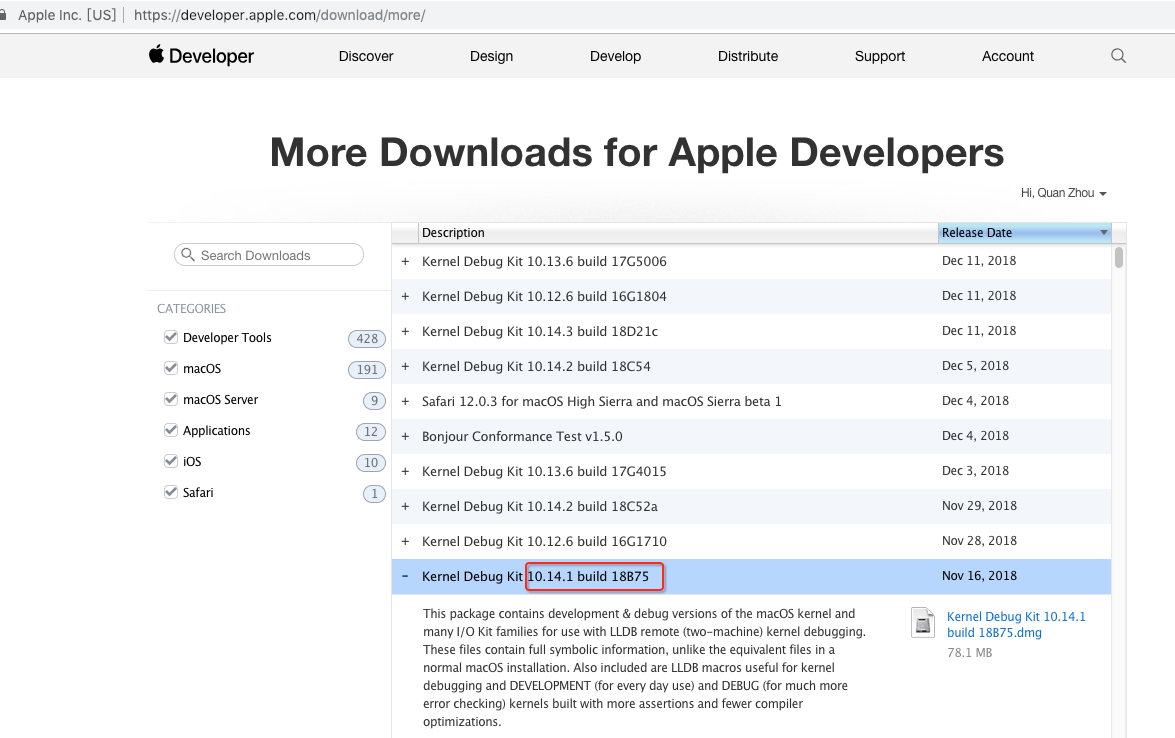 Apple Inc. [US] https://developer.apple.com/download/more/
Developer Discover Design Develop Distribute Support Account
More Downloads for Apple Developers
Hi, Quan Zhou
Search Downloads
CATEGORIES
Developer Tools 428
macOS 191
macOS Server 9
Applications 12
iOS 10
Safari 1
Description Release Date
+ Kernel Debug Kit 10.13.6 build 17G5006 Dec 11, 2018
+ Kernel Debug Kit 10.12.6 build 16G1804 Dec 11, 2018
+ Kernel Debug Kit 10.14.3 build 18D21c Dec 11, 2018
+ Kernel Debug Kit 10.14.2 build 18C54 Dec 5, 2018
+ Safari 12.0.3 for macOS High Sierra and macOS Sierra beta 1 Dec 4, 2018
+ Bonjour Conformance Test v1.5.0 Dec 4, 2018
+ Kernel Debug Kit 10.13.6 build 17G4015 Dec 3, 2018
+ Kernel Debug Kit 10.14.2 build 18C52a Nov 29, 2018
+ Kernel Debug Kit 10.12.6 build 16G1710 Nov 28, 2018
− Kernel Debug Kit 10.14.1 build 18B75 Nov 16, 2018
This package contains development & debug versions of the macOS kernel and
many I/O Kit families for use with LLDB remote (two-machine) kernel debugging.
These files contain full symbolic information, unlike the equivalent files in a
normal macOS installation. Also included are LLDB macros useful for kernel
debugging and DEVELOPMENT (for every day use) and DEBUG (for much more
error checking) kernels built with more assertions and fewer compiler
optimizations.
Kernel Debug Kit 10.14.1
build 18B75.dmg
78.1 MB